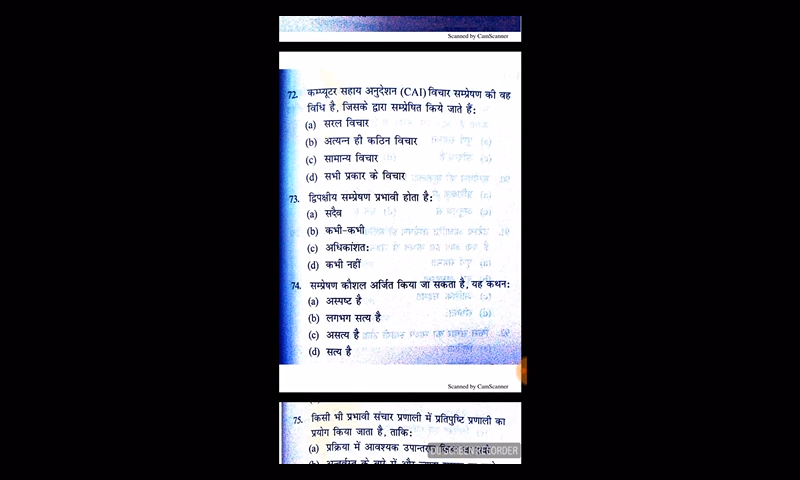 Scanned by CamScanner
72. कम्प्यूटर सहाय अनुदेशन (CAI) विचार सम्प्रेषण की वह
विधि है, जिसके द्वारा सम्प्रेषित किये जाते हैं:
(a) सरल विचार
(b) अत्यन्न ही कठिन विचार
(c) सामान्य विचार
(d) सभी प्रकार के विचार
73. द्विपक्षीय सम्प्रेषण प्रभावी होता है:
(a) सदैव
(b) कभी-कभी
(c) अधिकांशत:
(d) कभी नहीं
74. सम्प्रेषण कौशल अर्जित किया जा सकता है, यह कथन:
(a) अस्पष्ट है
(b) लगभग सत्य है
(c) असत्य है
(d) सत्य है
Scanned by CamScanner
75. किसी भी प्रभावी संचार प्रणाली में प्रतिपुष्टि प्रणाली का
प्रयोग किया जाता है, ताकि:
(a) प्रक्रिया में आवश्यक
DU SCREEN RECORDER